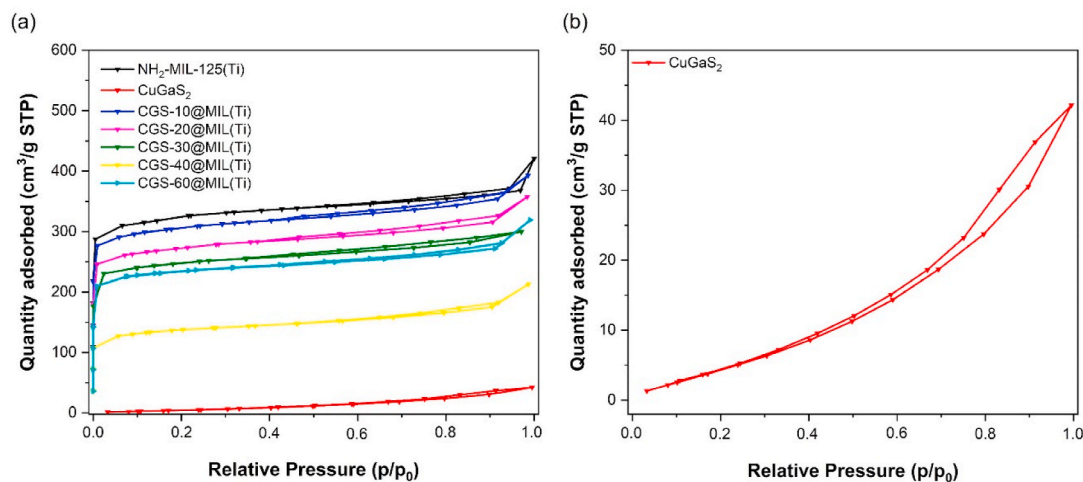 (a)
Quantity adsorbed (cm³/g STP)
600
500
400
300
200
100
0
NH₂-MIL-125(Ti)
CuGaS₂
CGS-10@MIL(Ti)
CGS-20@MIL(Ti)
CGS-30@MIL(Ti)
CGS-40@MIL(Ti)
CGS-60@MIL(Ti)
0.0 0.2 0.4 0.6 0.8 1.0
Relative Pressure (p/p₀)
(b)
Quantity adsorbed (cm³/g STP)
50
40
30
20
10
0
CuGaS₂
0.0 0.2 0.4 0.6 0.8 1.0
Relative Pressure (p/p₀)